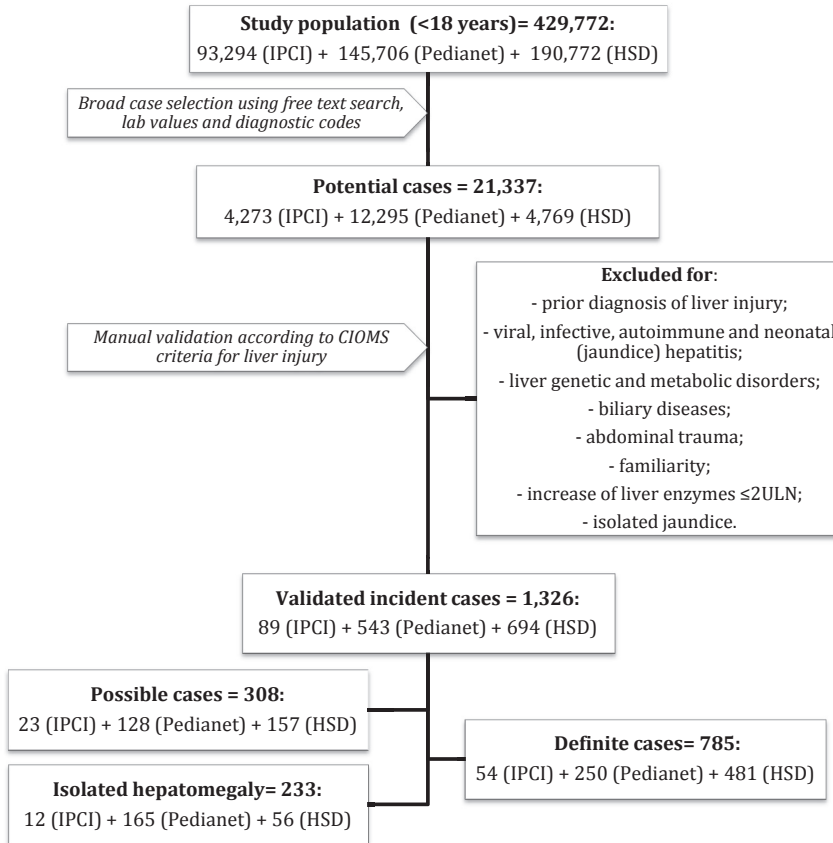 Study population (<18 years)= 429,772:
93,294 (IPCI) + 145,706 (Pedianet) + 190,772 (HSD)
Broad case selection using free text search,
lab values and diagnostic codes
Potential cases = 21,337:
4,273 (IPCI) + 12,295 (Pedianet) + 4,769 (HSD)
Manual validation according to CIOMS
criteria for liver injury
Excluded for:
- prior diagnosis of liver injury;
- viral, infective, autoimmune and neonatal
(jaundice) hepatitis;
- liver genetic and metabolic disorders;
- biliary diseases;
- abdominal trauma;
- familiarity;
- increase of liver enzymes ≤2ULN;
- isolated jaundice.
Validated incident cases = 1,326:
89 (IPCI) + 543 (Pedianet) + 694 (HSD)
Possible cases = 308:
23 (IPCI) + 128 (Pedianet) + 157 (HSD)
Definite cases= 785:
54 (IPCI) + 250 (Pedianet) + 481 (HSD)
Isolated hepatomegaly= 233:
12 (IPCI) + 165 (Pedianet) + 56 (HSD)